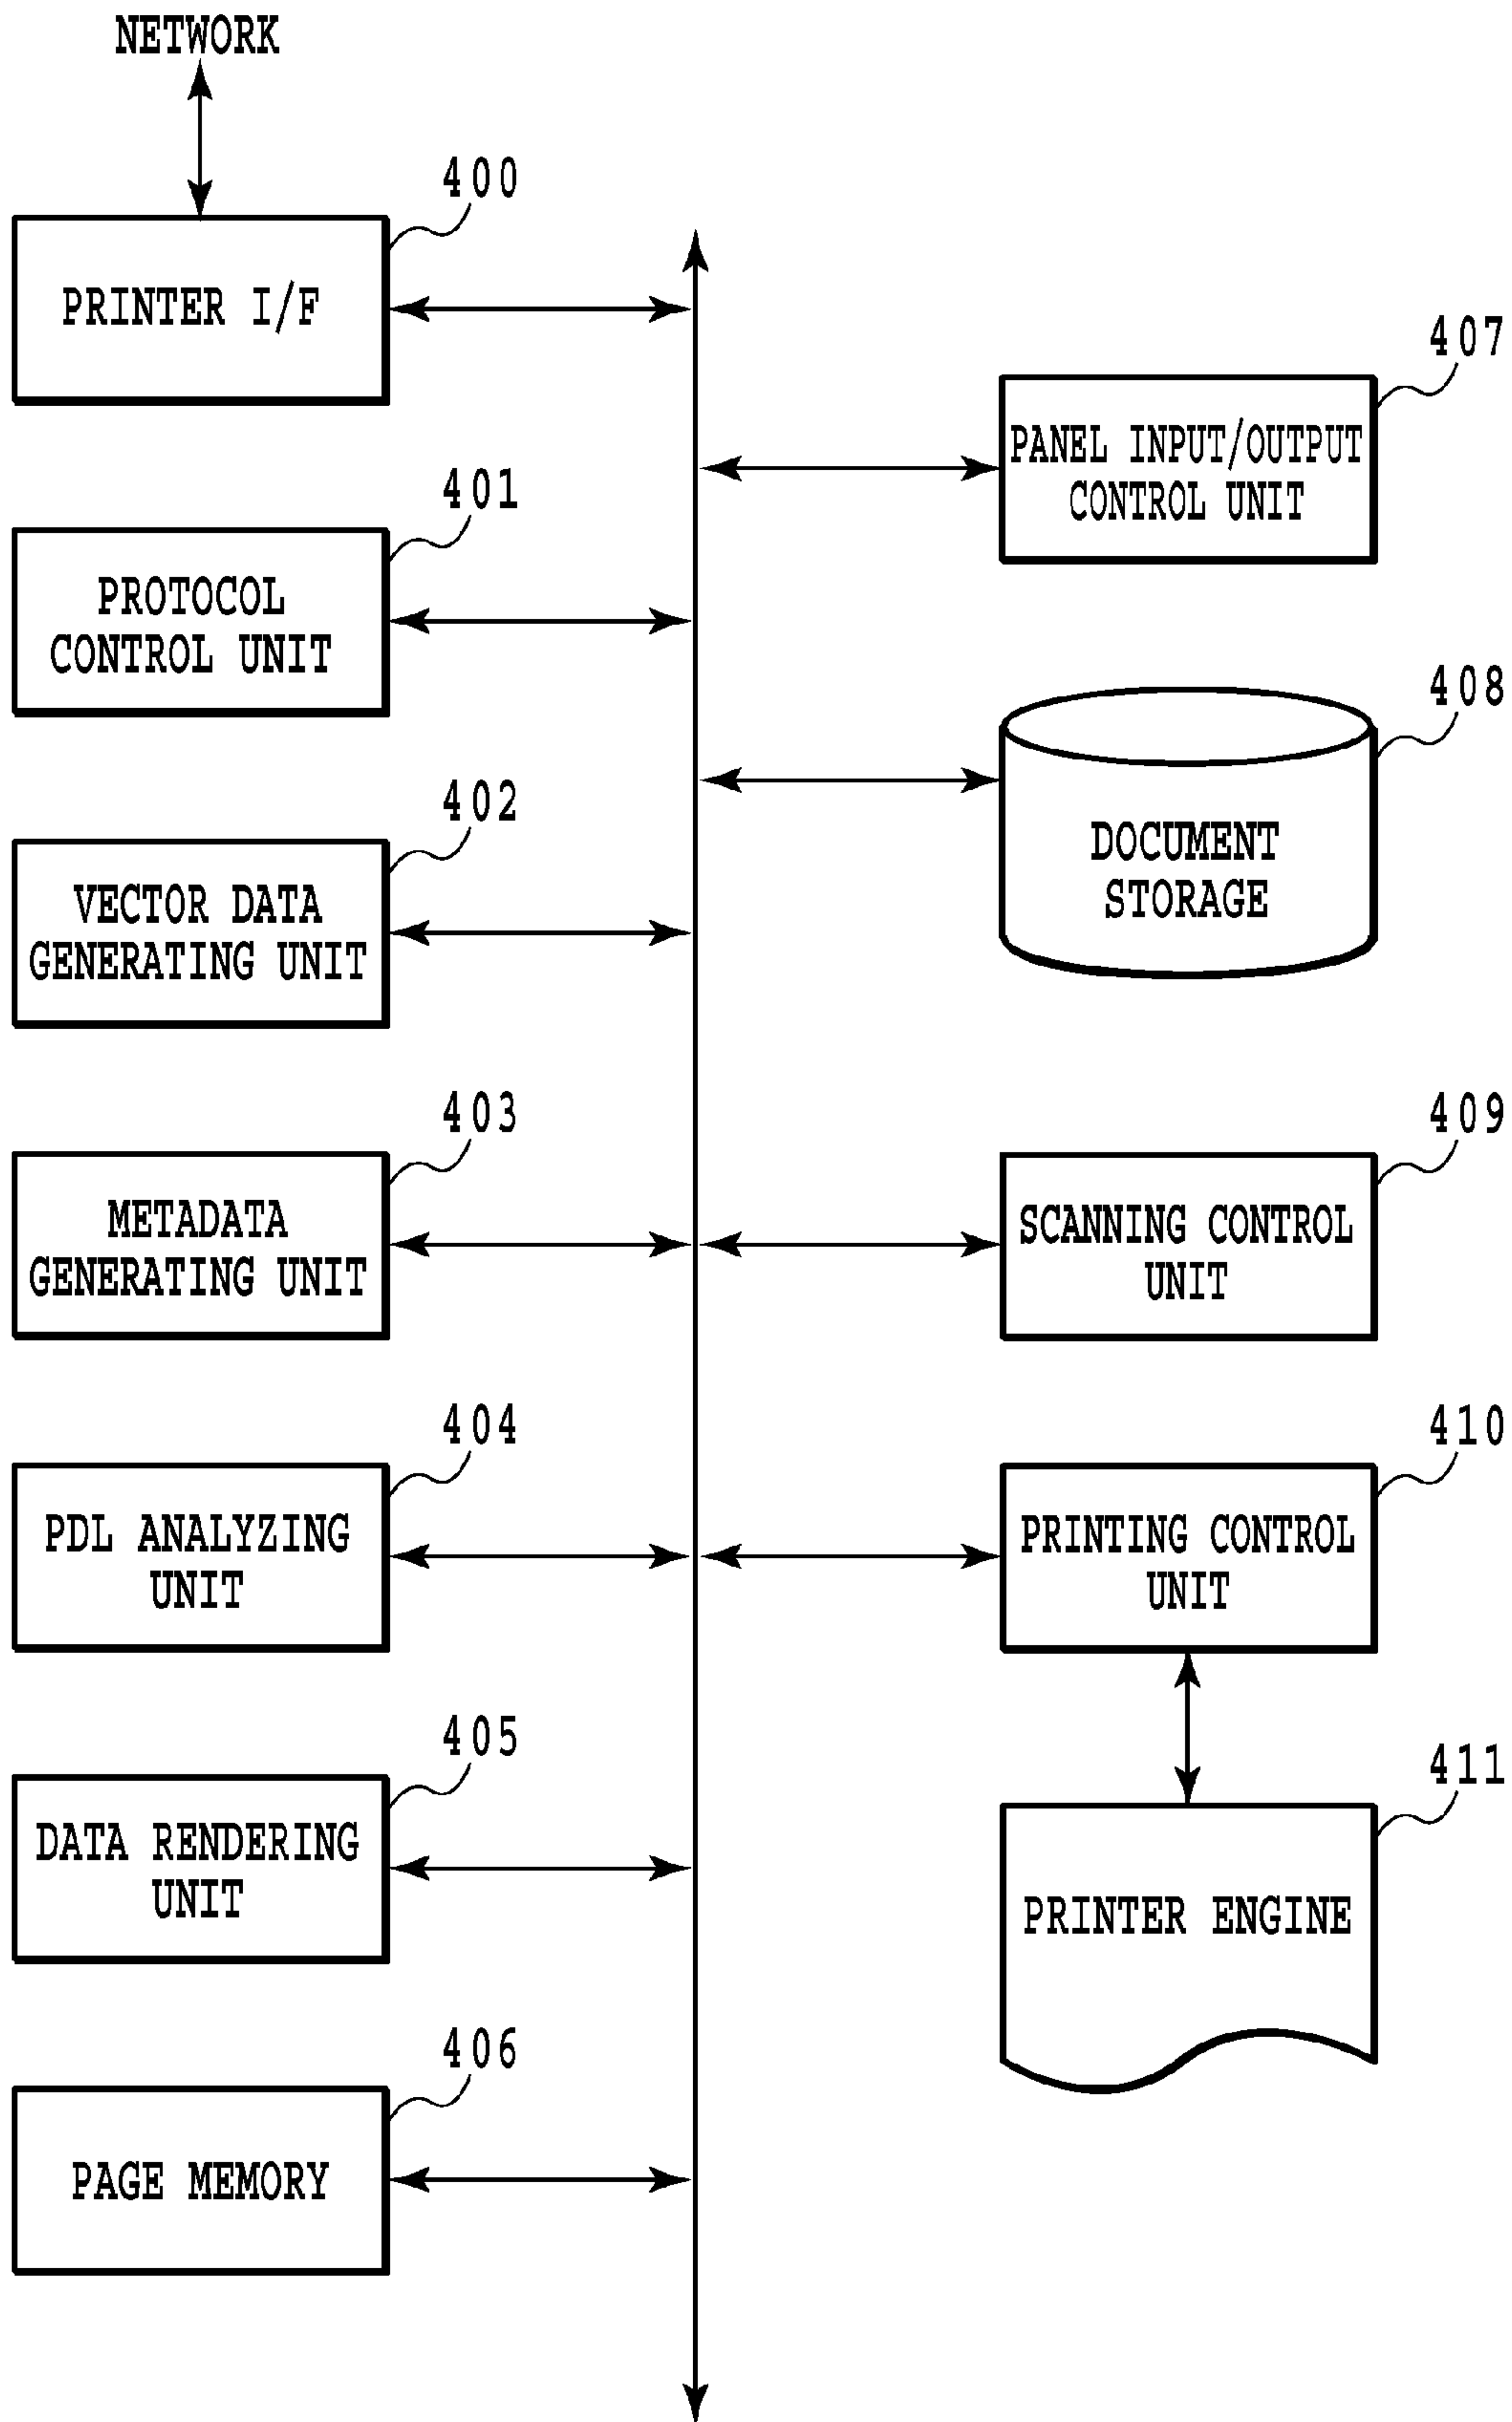 NETWORK
400
PRINTER I/F
401
PROTOCOL
CONTROL UNIT
402
VECTOR DATA
GENERATING UNIT
403
METADATA
GENERATING UNIT
404
PDL ANALYZING
UNIT
405
DATA RENDERING
UNIT
406
PAGE MEMORY
407
PANEL INPUT/OUTPUT
CONTROL UNIT
408
DOCUMENT
STORAGE
409
SCANNING CONTROL
UNIT
410
PRINTING CONTROL
UNIT
411
PRINTER ENGINE